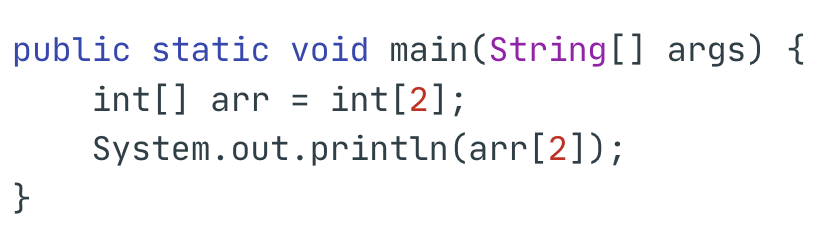 public static void main(String[] args) {
    int[] arr = int[2];
    System.out.println(arr[2]);
}